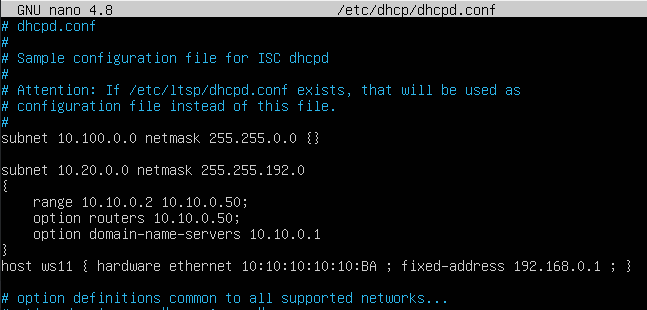 GNU nano 4.8 /etc/dhcp/dhcpd.conf
# dhcpd.conf
#
# Sample configuration file for ISC dhcpd
#
# Attention: If /etc/ltsp/dhcpd.conf exists, that will be used as
# configuration file instead of this file.
#
subnet 10.100.0.0 netmask 255.255.0.0 {}
subnet 10.20.0.0 netmask 255.255.192.0
{
range 10.10.0.2 10.10.0.50;
option routers 10.10.0.50;
option domain-name-servers 10.10.0.1
}
host ws11 { hardware ethernet 10:10:10:10:10:BA ; fixed-address 192.168.0.1 ; }
# option definitions common to all supported networks...